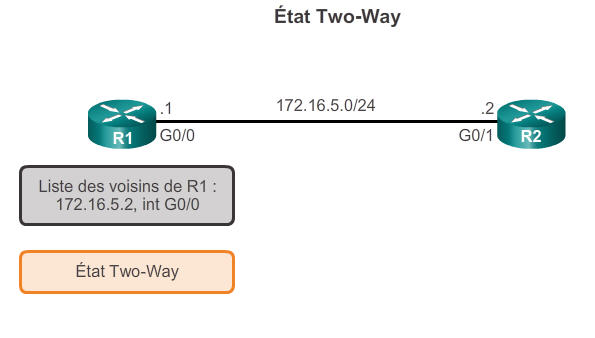 État Two-Way
.1
172.16.5.0/24
.2
R1
G0/0
G0/1
R2
Liste des voisins de R1 :
172.16.5.2, int G0/0
État Two-Way